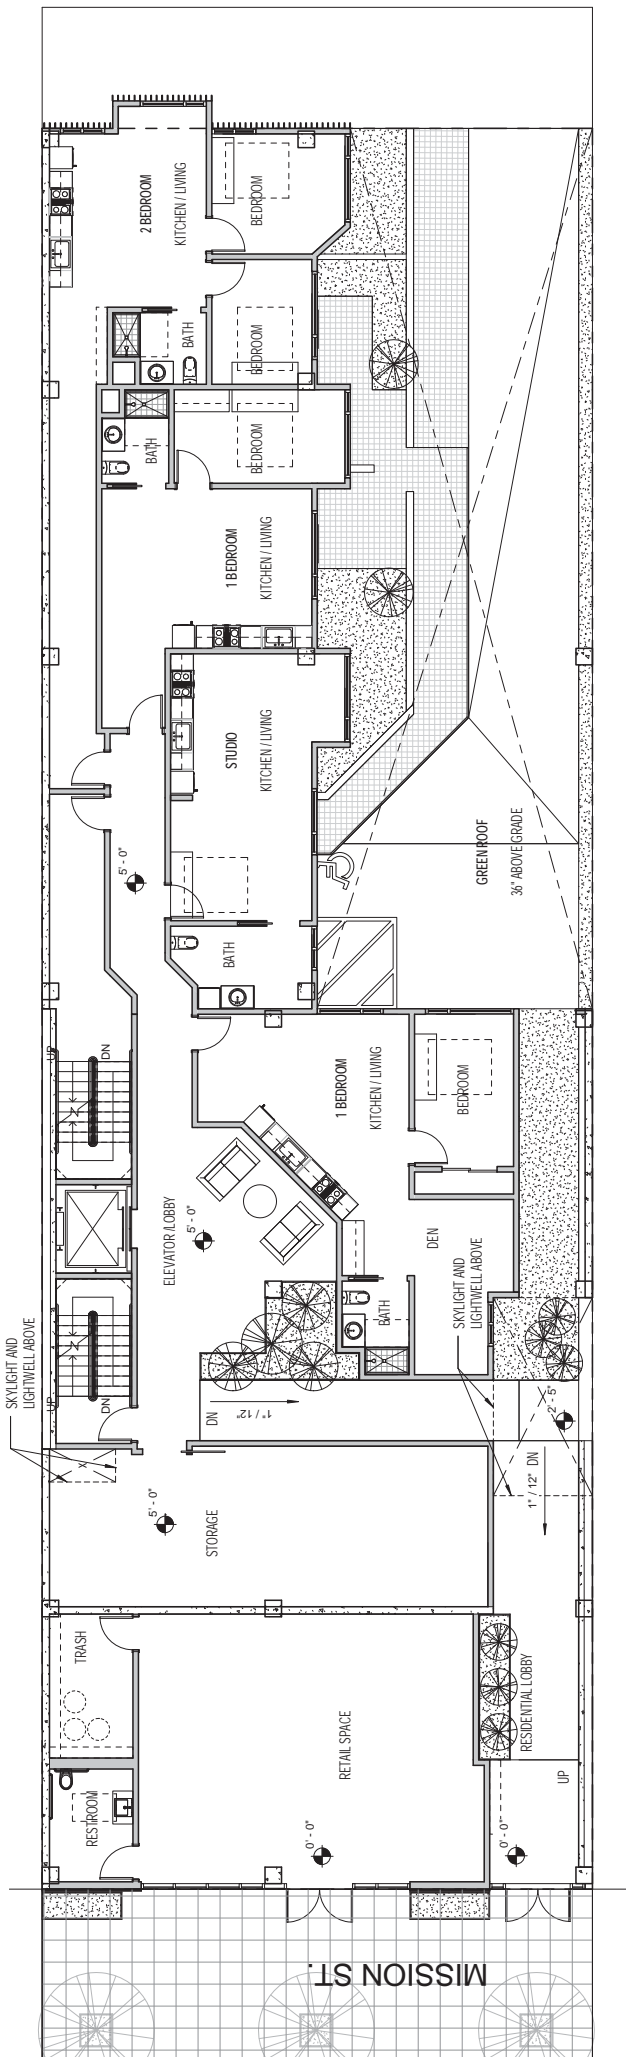 2 BEDROOM
KITCHEN / LIVING
BEDROOM
BATH
BEDROOM
BATH
BEDROOM
1 BEDROOM
KITCHEN / LIVING
STUDIO
KITCHEN / LIVING
5' - 0"
GREEN ROOF
36" ABOVE GRADE
BATH
UP
DN
1 BEDROOM
KITCHEN / LIVING
BEDROOM
ELEVATOR /LOBBY
5' - 0"
DEN
SKYLIGHT AND
LIGHTWELL ABOVE
BATH
SKYLIGHT AND
LIGHTWELL ABOVE
UP
DN
DN
1" / 12"
2' - 5"
1" / 12" DN
5' - 0"
STORAGE
TRASH
RETAIL SPACE
RESIDENTIAL LOBBY
UP
RESTROOM
0' - 0"
0' - 0"
MISSION ST.